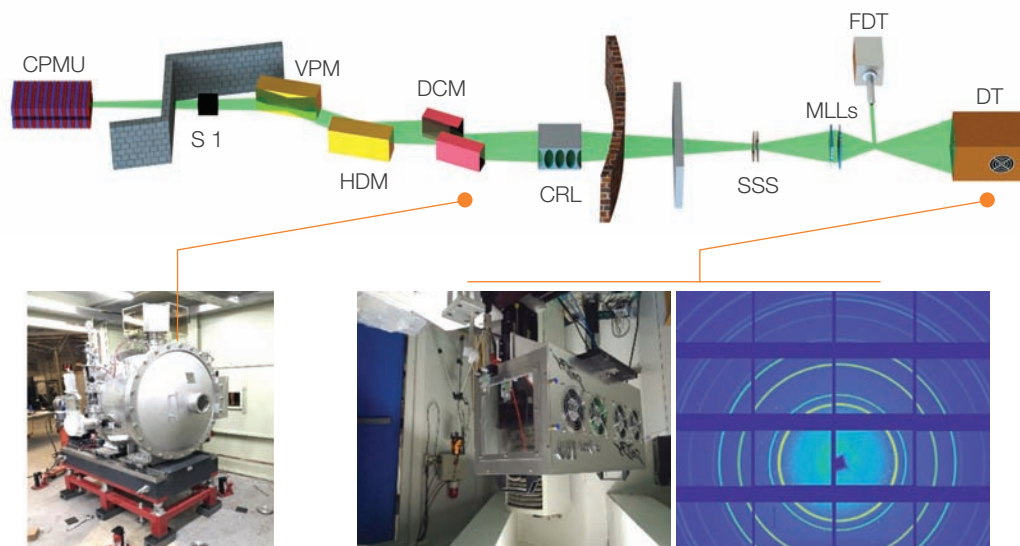 CPMU
S 1
VPM
HDM
DCM
CRL
SSS
MLLs
FDT
DT